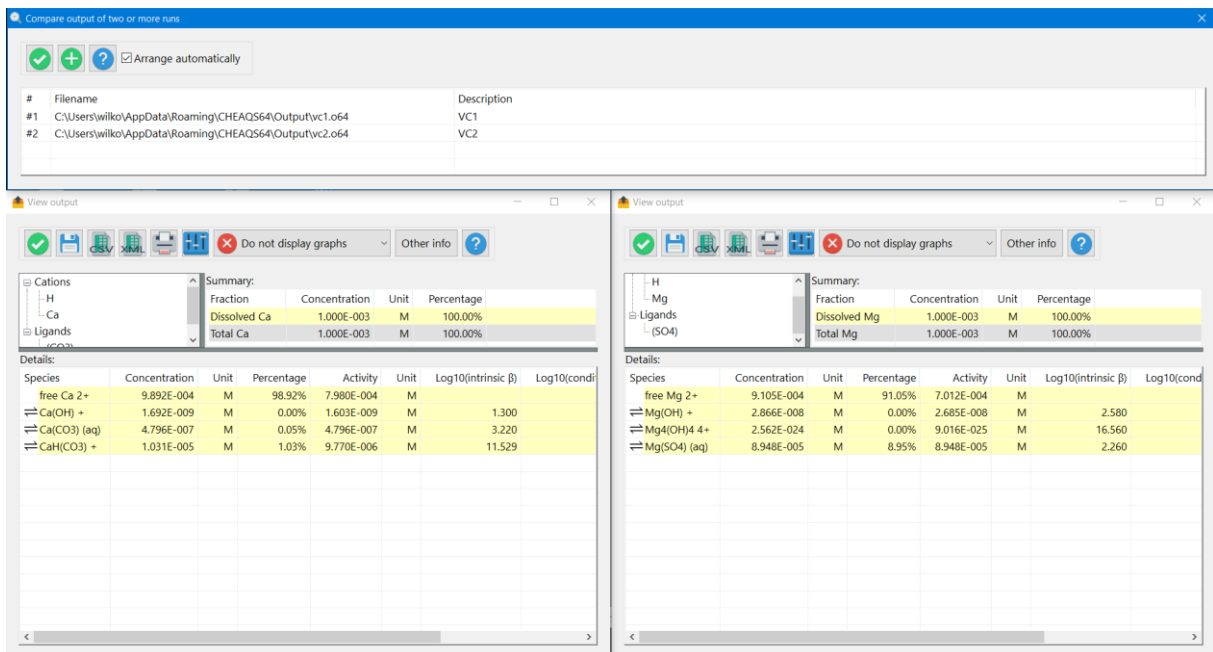 Compare output of two or more runs
Arrange automatically
# Filename Description
#1 C:\Users\wilko\AppData\Roaming\CHEAQS64\Output\vc1.o64 VC1
#2 C:\Users\wilko\AppData\Roaming\CHEAQS64\Output\vc2.o64 VC2
View output
CSV XML Do not display graphs Other info
Cations
H
Ca
Ligands
(CO3)
Summary:
Fraction Concentration Unit Percentage
Dissolved Ca 1.000E-003 M 100.00%
Total Ca 1.000E-003 M 100.00%
Details:
Species Concentration Unit Percentage Activity Unit Log10(intrinsic β) Log10(condi
free Ca 2+ 9.892E-004 M 98.92% 7.980E-004 M
Ca(OH) + 1.692E-009 M 0.00% 1.603E-009 M 1.300
Ca(CO3) (aq) 4.796E-007 M 0.05% 4.796E-007 M 3.220
CaH(CO3) + 1.031E-005 M 1.03% 9.770E-006 M 11.529
View output
CSV XML Do not display graphs Other info
H
Mg
Ligands
(SO4)
Summary:
Fraction Concentration Unit Percentage
Dissolved Mg 1.000E-003 M 100.00%
Total Mg 1.000E-003 M 100.00%
Details:
Species Concentration Unit Percentage Activity Unit Log10(intrinsic β) Log10(cond
free Mg 2+ 9.105E-004 M 91.05% 7.012E-004 M
Mg(OH) + 2.866E-008 M 0.00% 2.685E-008 M 2.580
Mg4(OH)4 4+ 2.562E-024 M 0.00% 9.016E-025 M 16.560
Mg(SO4) (aq) 8.948E-005 M 8.95% 8.948E-005 M 2.260